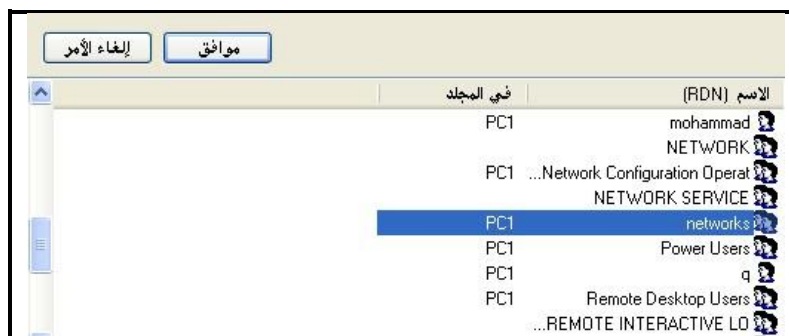 موافق إلغاء الأمر
الاسم (RDN) في المجلد
mohammad PC1
NETWORK
Network Configuration Operat... PC1
NETWORK SERVICE
networks PC1
Power Users PC1
q PC1
Remote Desktop Users PC1
REMOTE INTERACTIVE LO...